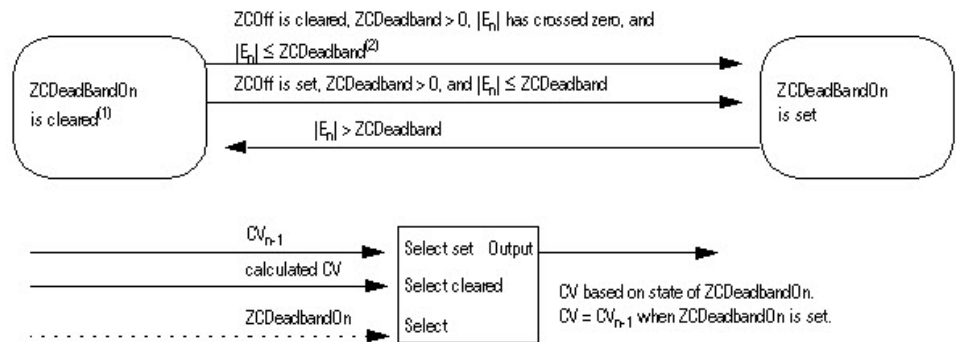 ZCOff is cleared, ZCDeadband > 0, |Eₙ| has crossed zero, and
|Eₙ| ≤ ZCDeadband⁽²⁾
ZCOff is set, ZCDeadband > 0, and |Eₙ| ≤ ZCDeadband
|Eₙ| > ZCDeadband
ZCDeadBandOn
is cleared⁽¹⁾
ZCDeadBandOn
is set
CVₙ₋₁
calculated CV
ZCDeadbandOn
Select set Output
Select cleared
Select
CV based on state of ZCDeadbandOn.
CV = CVₙ₋₁ when ZCDeadbandOn is set.